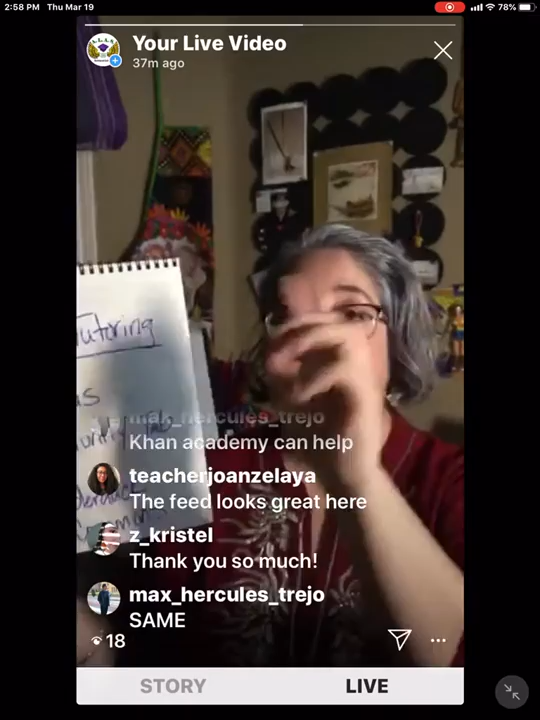 2:58 PM Thu Mar 19
78%
Your Live Video
37m ago
Tutoring
max_hercules_trejo
Khan academy can help
teacherjoanzelaya
The feed looks great here
z_kristel
Thank you so much!
max_hercules_trejo
SAME
18
STORY
LIVE